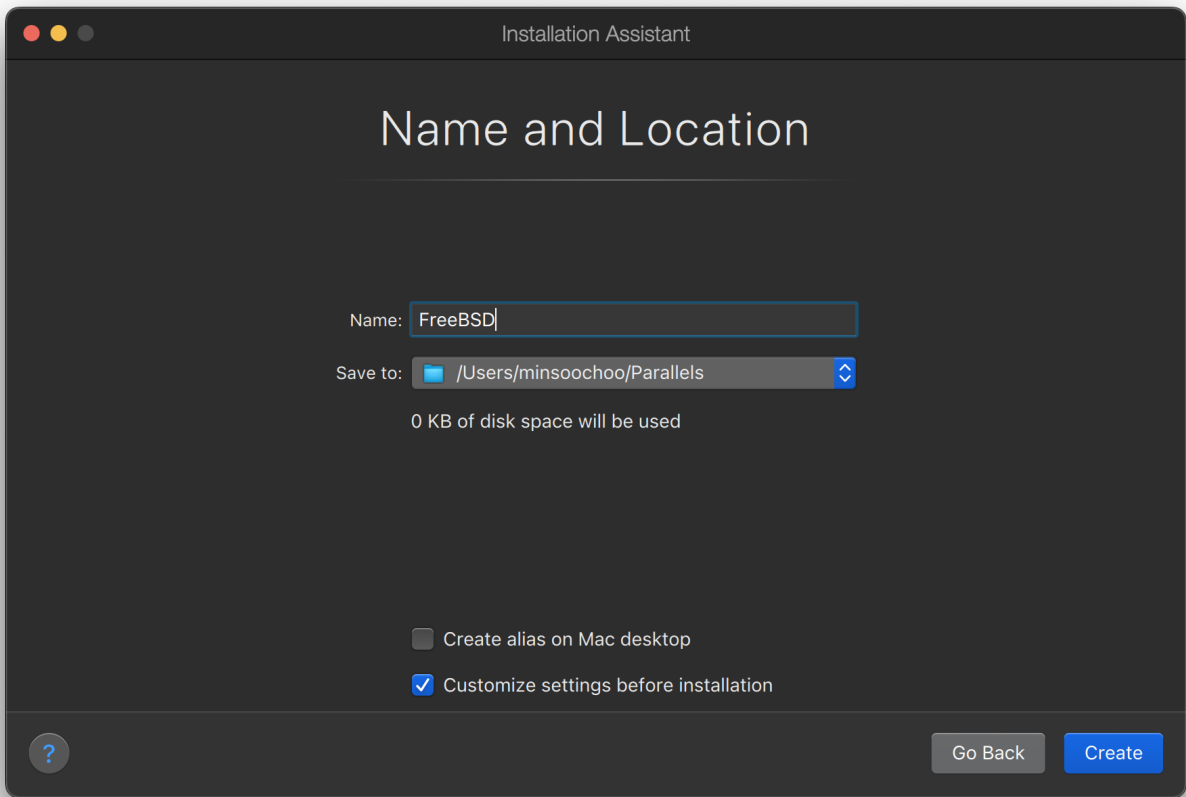 Installation Assistant
Name and Location
Name: FreeBSD
Save to: /Users/minsoochoo/Parallels
0 KB of disk space will be used
Create alias on Mac desktop
Customize settings before installation
? Go Back Create